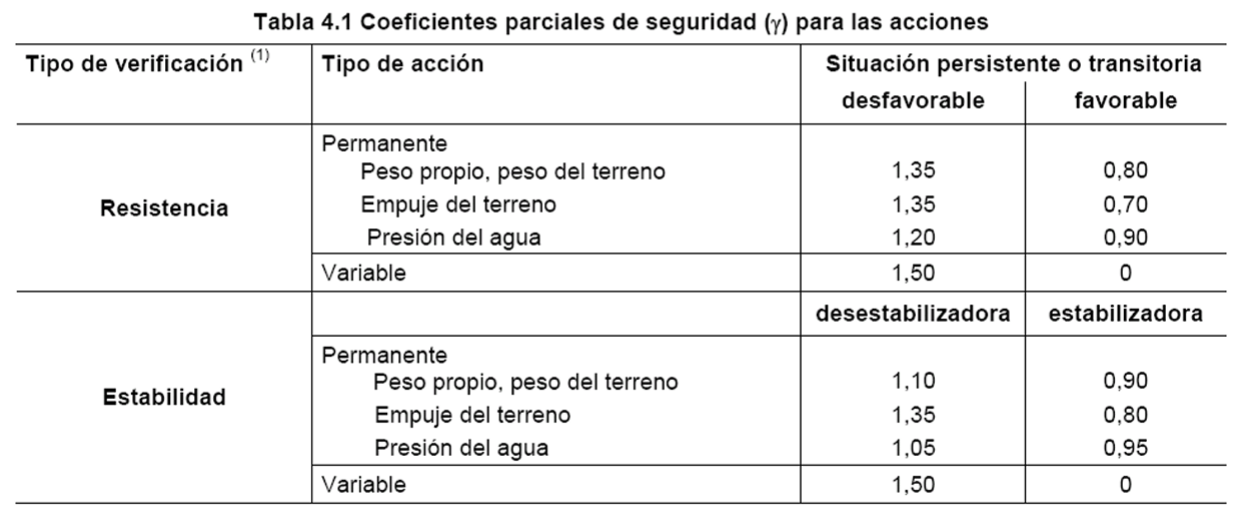 Tabla 4.1 Coeficientes parciales de seguridad (γ) para las acciones
Tipo de verificación (1) Tipo de acción Situación persistente o transitoria
desfavorable favorable
Resistencia
Permanente
Peso propio, peso del terreno 1,35 0,80
Empuje del terreno 1,35 0,70
Presión del agua 1,20 0,90
Variable 1,50 0
desestabilizadora estabilizadora
Estabilidad
Permanente
Peso propio, peso del terreno 1,10 0,90
Empuje del terreno 1,35 0,80
Presión del agua 1,05 0,95
Variable 1,50 0